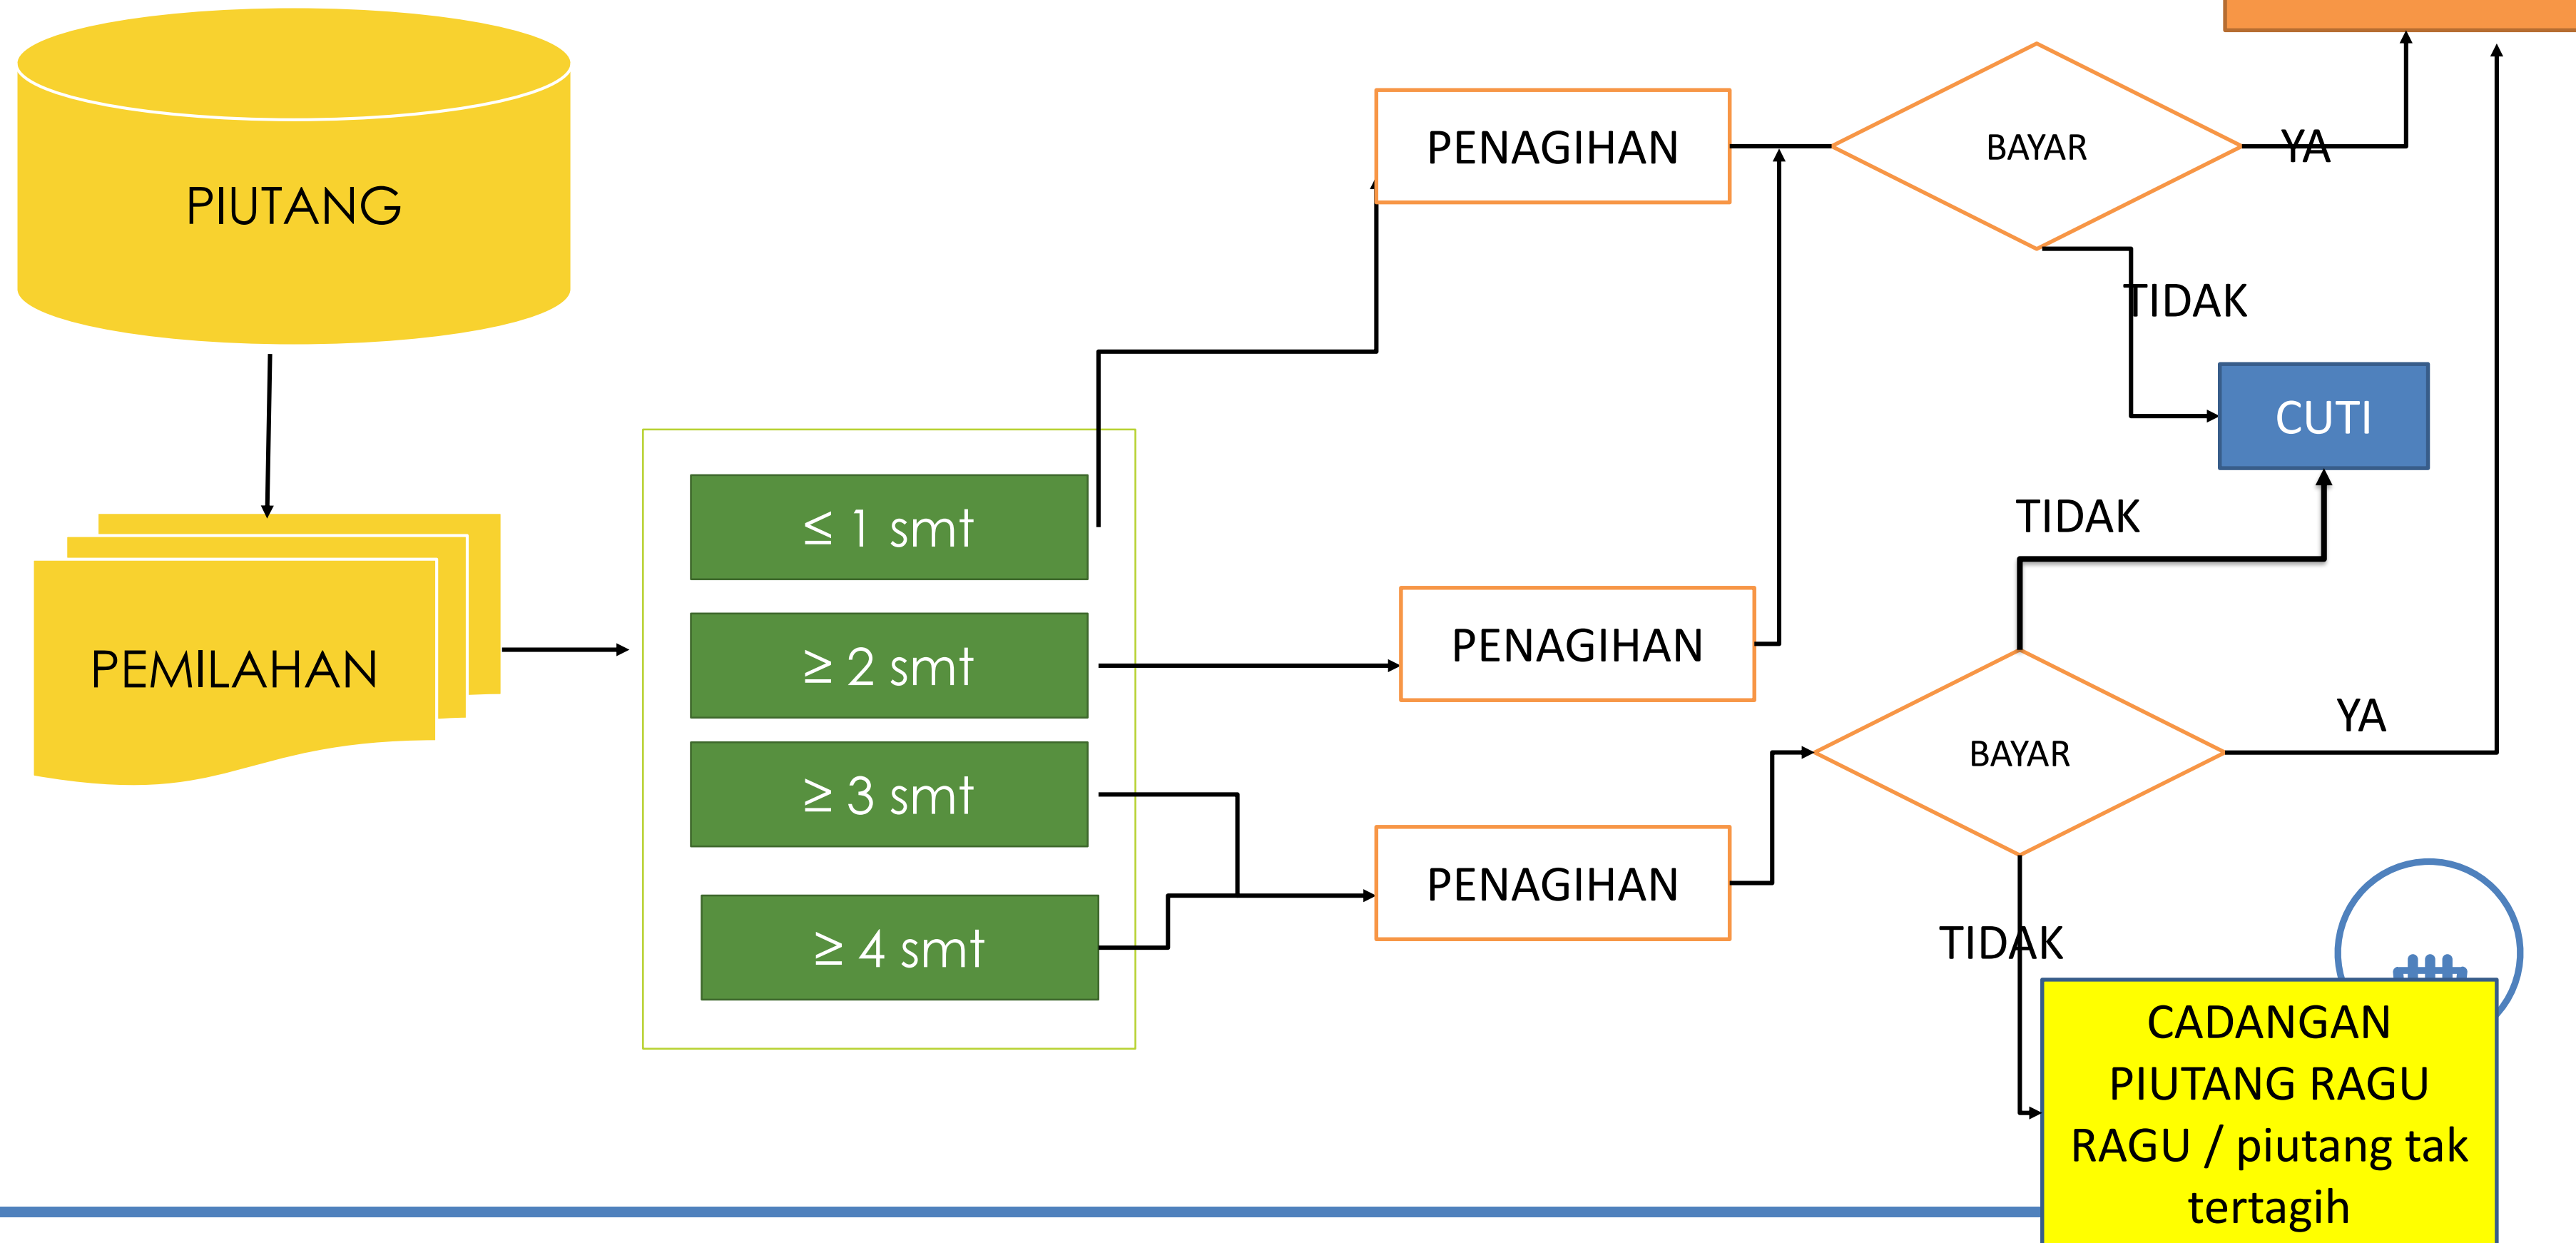 PIUTANG
PEMILAHAN
≤ 1 smt
≥ 2 smt
≥ 3 smt
≥ 4 smt
PENAGIHAN
BAYAR
YA
TIDAK
CUTI
PENAGIHAN
TIDAK
PENAGIHAN
BAYAR
YA
TIDAK
CADANGAN
PIUTANG RAGU
RAGU / piutang tak
tertagih